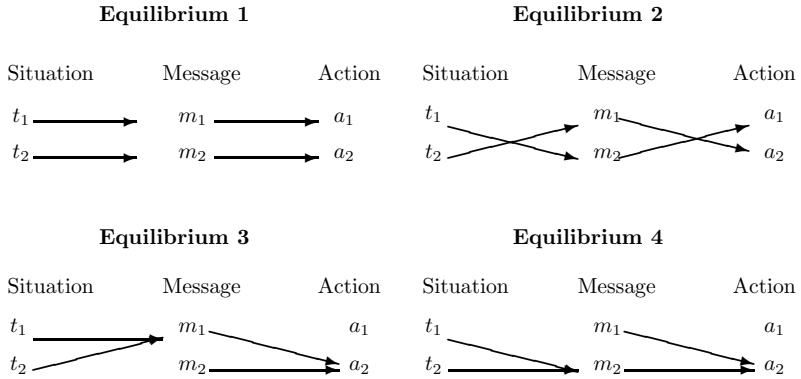 Equilibrium 1
Situation Message Action
t₁ m₁ a₁
t₂ m₂ a₂
Equilibrium 2
Situation Message Action
t₁ m₁ a₁
t₂ m₂ a₂
Equilibrium 3
Situation Message Action
t₁ m₁ a₁
t₂ m₂ a₂
Equilibrium 4
Situation Message Action
t₁ m₁ a₁
t₂ m₂ a₂